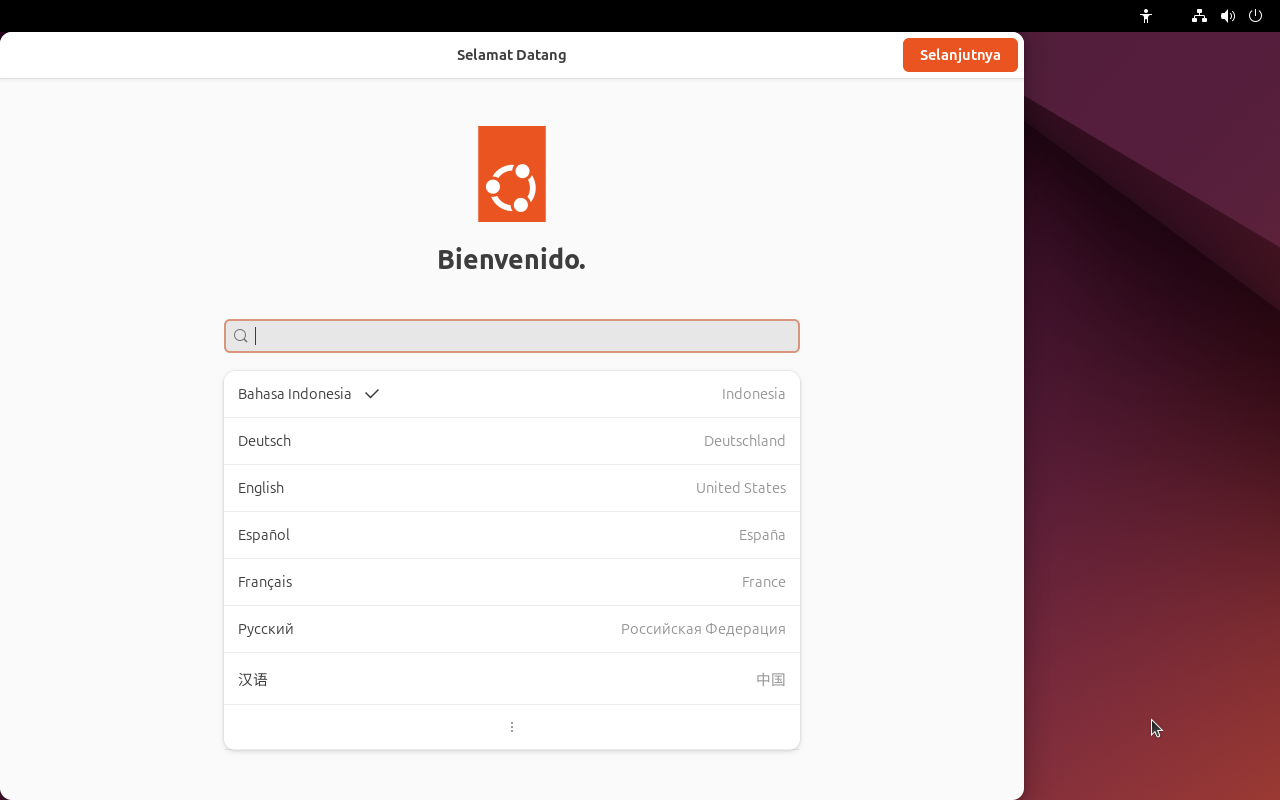 Selamat Datang
Selanjutnya
Bienvenido.
Bahasa Indonesia Indonesia
Deutsch Deutschland
English United States
Español España
Français France
Русский Российская Федерация
汉语 中国